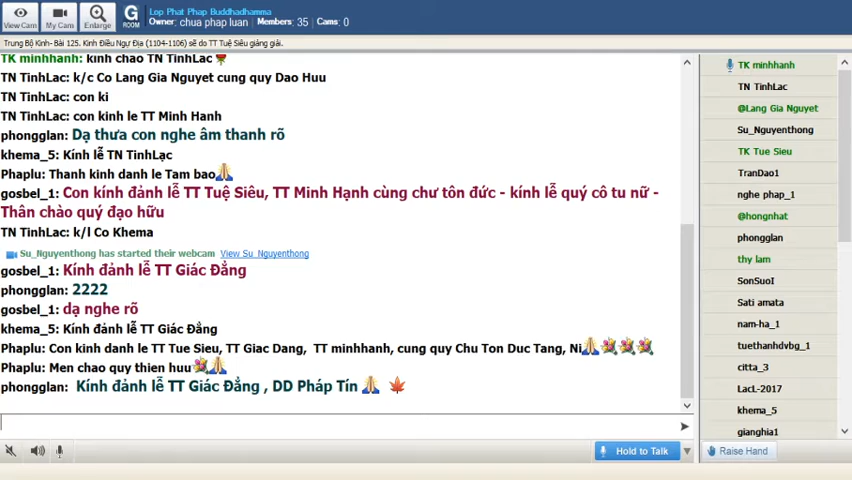 View Cam
My Cam
Enlarge
G
ROOM
Lop Phat Phap Buddhadhamma
Owner: chua phap luan Members: 35 Cams: 0
Trung Bộ Kinh- Bài 125. Kinh Điều Ngự Địa (1104-1106) sẽ do TT Tuệ Siêu giảng giải.
TK minhhanh: kinh chao TN TinhLac
TN TinhLac: k/c Co Lang Gia Nguyet cung quy Dao Huu
TN TinhLac: con ki
TN TinhLac: con kinh le TT Minh Hanh
phongglan: Dạ thưa con nghe âm thanh rõ
khema_5: Kính lễ TN TinhLạc
Phaplu: Thanh kinh danh le Tam bao
gosbel_1: Con kính đảnh lễ TT Tuệ Siêu, TT Minh Hạnh cùng chư tôn đức - kính lễ quý cô tu nữ -
Thân chào quý đạo hữu
TN TinhLac: k/l Co Khema
Su_Nguyenthong has started their webcam View Su_Nguyenthong
gosbel_1: Kính đảnh lễ TT Giác Đẳng
phongglan: 2222
gosbel_1: dạ nghe rõ
khema_5: Kính đảnh lễ TT Giác Đẳng
Phaplu: Con kinh danh le TT Tue Sieu, TT Giac Dang, TT minhhanh, cung quy Chu Ton Duc Tang, Ni
Phaplu: Men chao quy thien huu
phongglan: Kính đảnh lễ TT Giác Đẳng , DD Pháp Tín
Hold to Talk
Raise Hand
TK minhhanh
TN TinhLac
@Lang Gia Nguyet
Su_Nguyenthong
TK Tue Sieu
TranDao1
nghe phap_1
@hongnhat
phongglan
thy lam
SonSuoI
Sati amata
nam-ha_1
tuethanhdvbg_1
citta_3
LacL-2017
khema_5
gianghia1